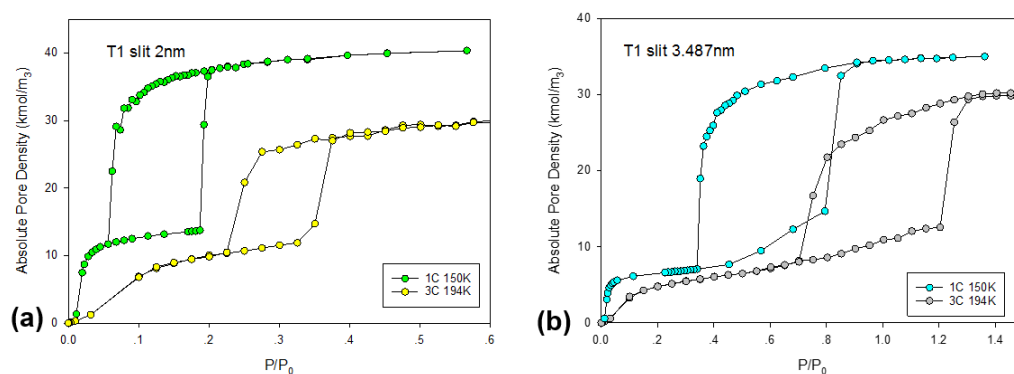 T1 slit 2nm
Absolute Pore Density (kmol/m3)
50
40
30
20
10
0
1C 150K
3C 194K
0.0 .1 .2 .3 .4 .5 .6
P/P0
(a)
T1 slit 3.487nm
Absolute Pore Density (kmol/m3)
40
30
20
10
0
1C 150K
3C 194K
0.0 .2 .4 .6 .8 1.0 1.2 1.4
P/P0
(b)